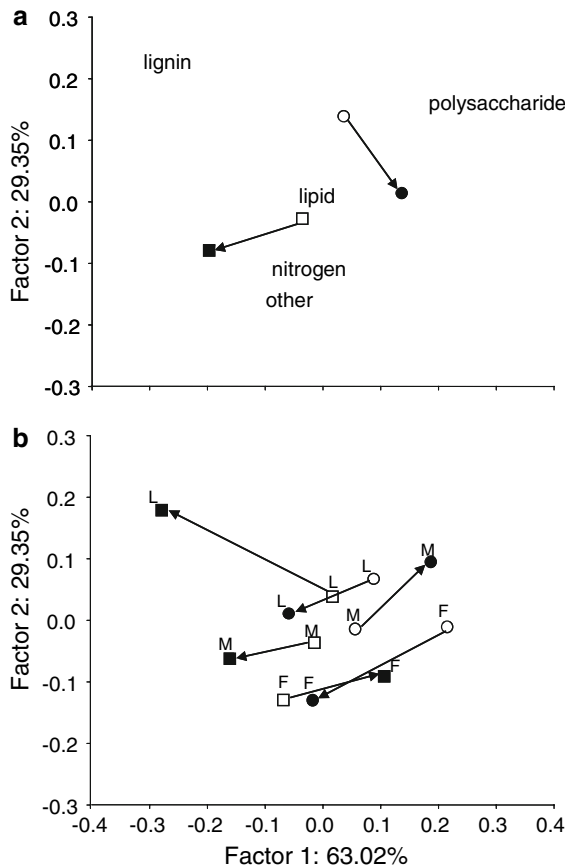 a
0.3
0.2
0.1
0.0
-0.1
-0.2
-0.3
Factor 2: 29.35%
lignin
polysaccharide
lipid
nitrogen
other
b
0.3
0.2
0.1
0.0
-0.1
-0.2
-0.3
Factor 2: 29.35%
L
L
L
L
M
M
M
M
F
F
F
F
-0.4 -0.3 -0.2 -0.1 0.0 0.1 0.2 0.3 0.4
Factor 1: 63.02%